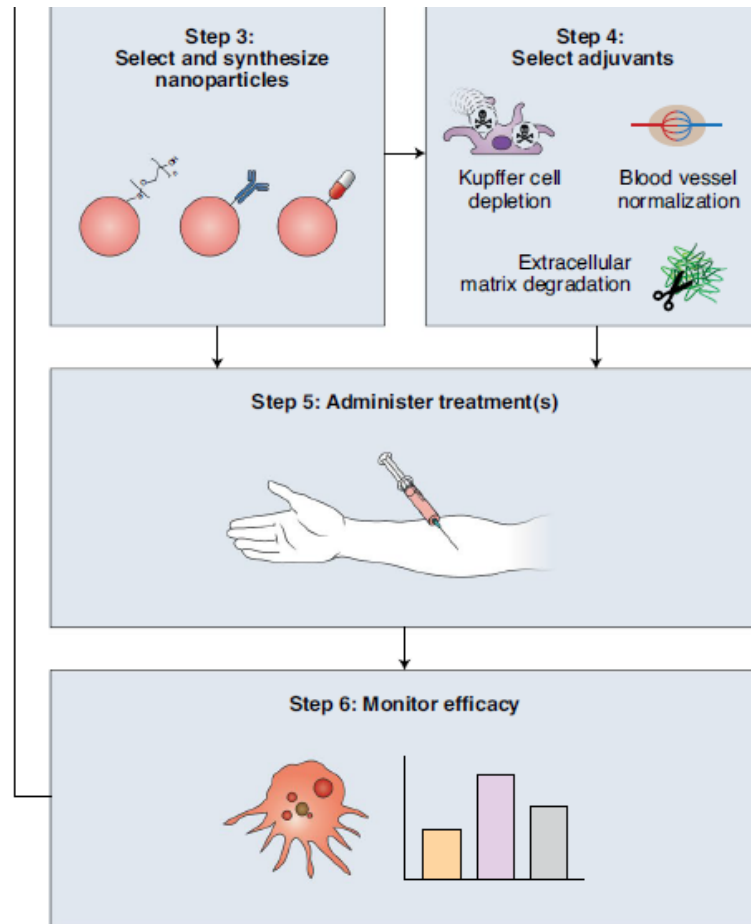 Step 3:
Select and synthesize
nanoparticles
Step 4:
Select adjuvants
Kupffer cell
depletion
Blood vessel
normalization
Extracellular
matrix degradation
Step 5: Administer treatment(s)
Step 6: Monitor efficacy